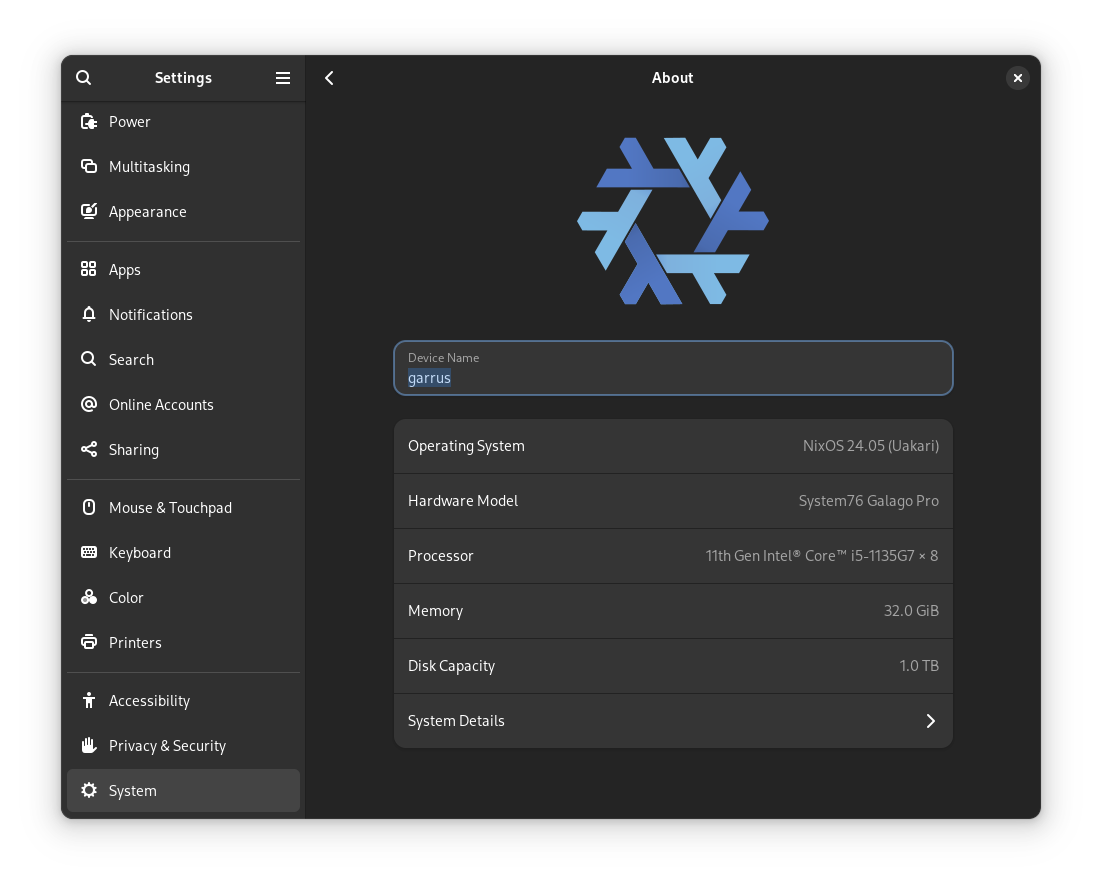 Settings
Power
Multitasking
Appearance
Apps
Notifications
Search
Online Accounts
Sharing
Mouse & Touchpad
Keyboard
Color
Printers
Accessibility
Privacy & Security
System
About
Device Name
garrus
Operating System NixOS 24.05 (Uakari)
Hardware Model System76 Galago Pro
Processor 11th Gen Intel® Core™ i5-1135G7 × 8
Memory 32.0 GiB
Disk Capacity 1.0 TB
System Details